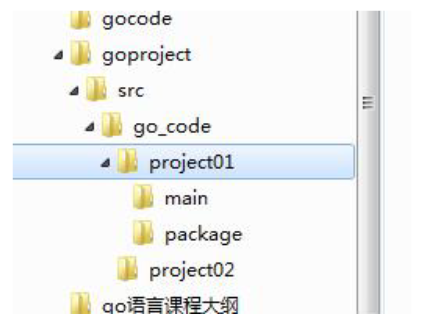 gocode
goproject
src
go_code
project01
main
package
project02
go语言课程大纲